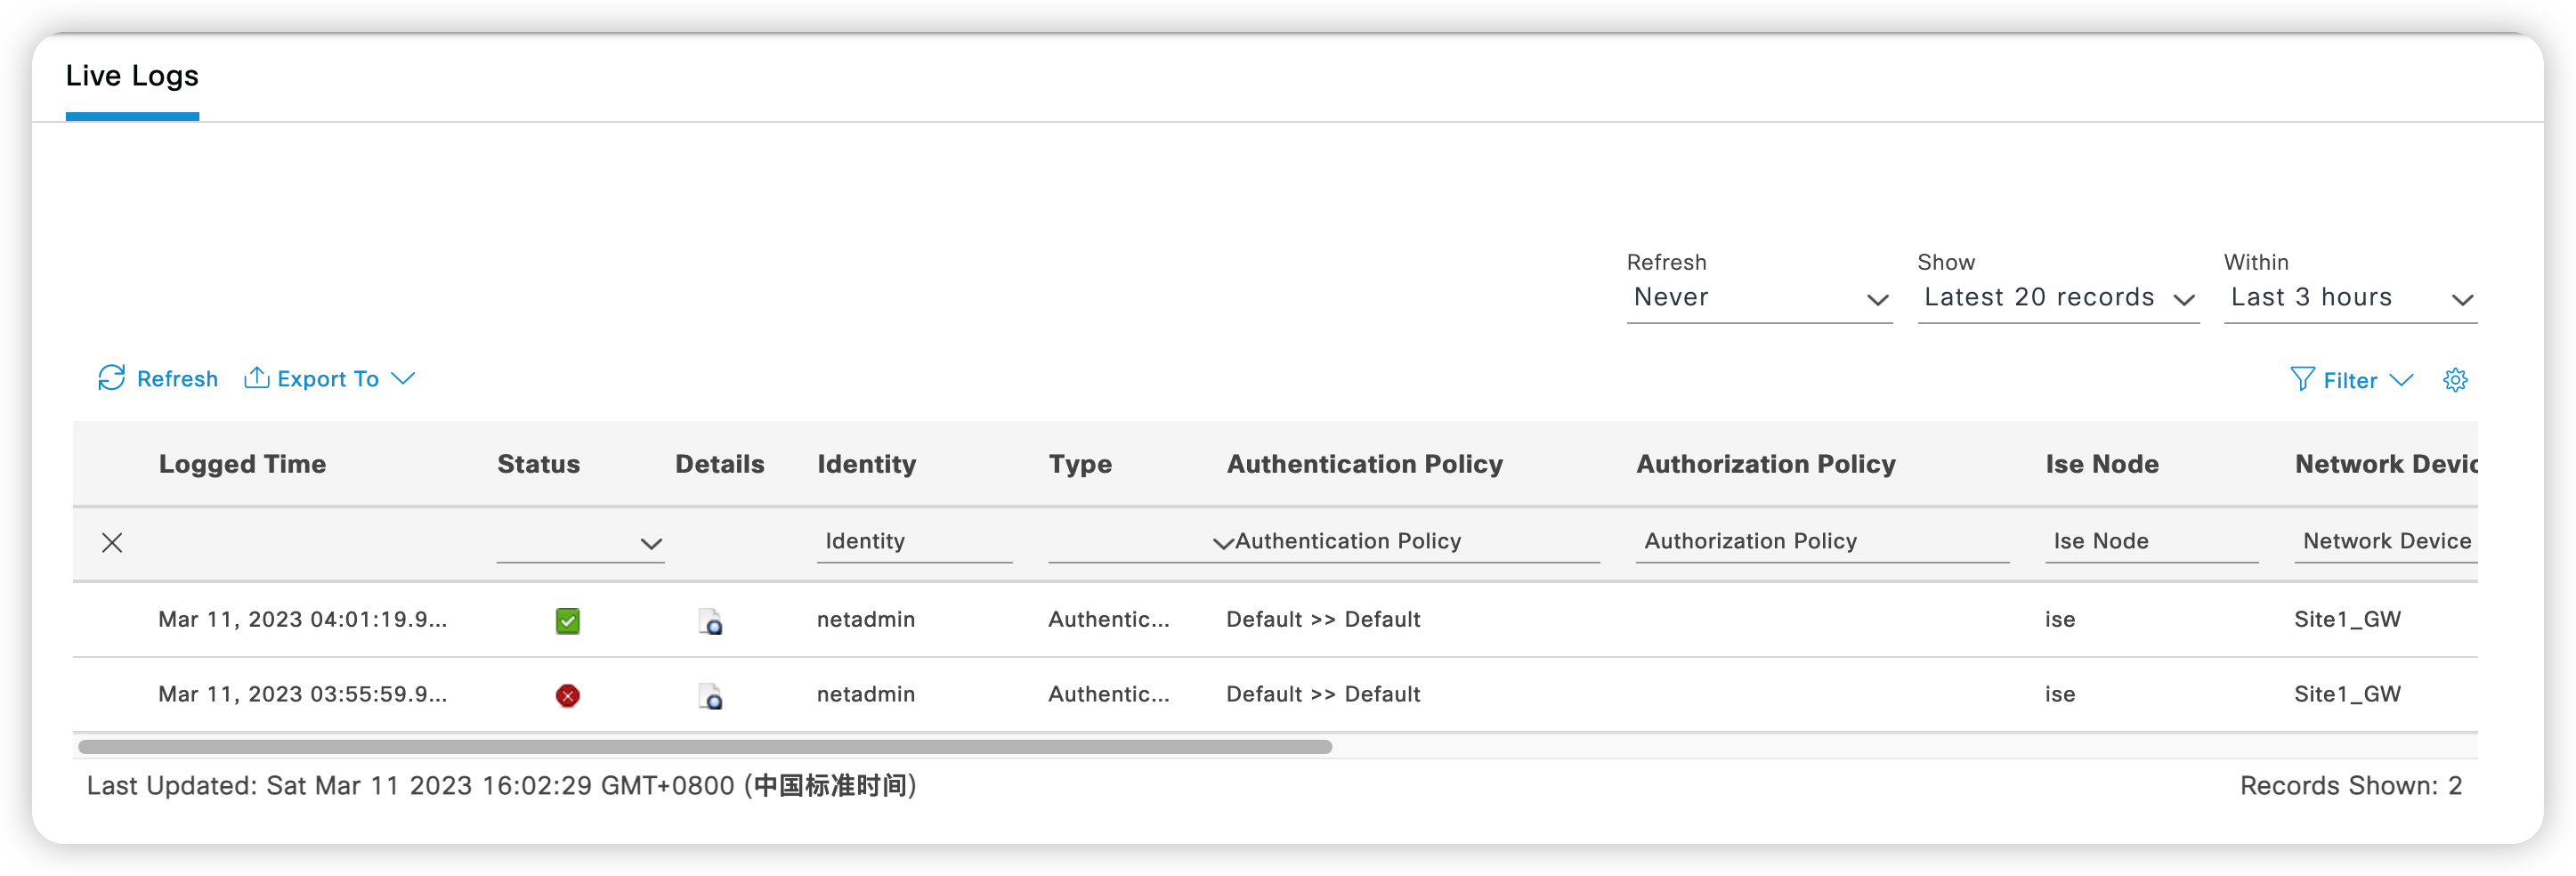 Live Logs
Refresh Show Within
Never Latest 20 records Last 3 hours
Refresh Export To Filter
Logged Time Status Details Identity Type Authentication Policy Authorization Policy Ise Node Network Devic
Identity Authentication Policy Authorization Policy Ise Node Network Device
Mar 11, 2023 04:01:19.9... netadmin Authentic... Default >> Default ise Site1_GW
Mar 11, 2023 03:55:59.9... netadmin Authentic... Default >> Default ise Site1_GW
Last Updated: Sat Mar 11 2023 16:02:29 GMT+0800 (中国标准时间) Records Shown: 2